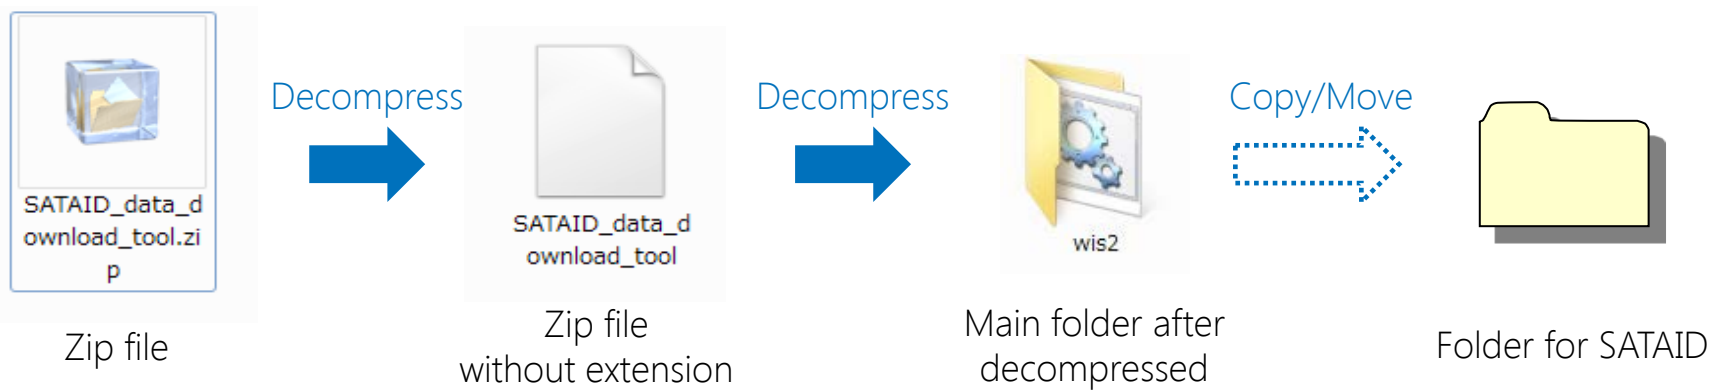 SATAID_data_d
ownload_tool.zi
p
Zip file
Decompress
SATAID_data_d
ownload_tool
Zip file
without extension
Decompress
wis2
Main folder after
decompressed
Copy/Move
Folder for SATAID